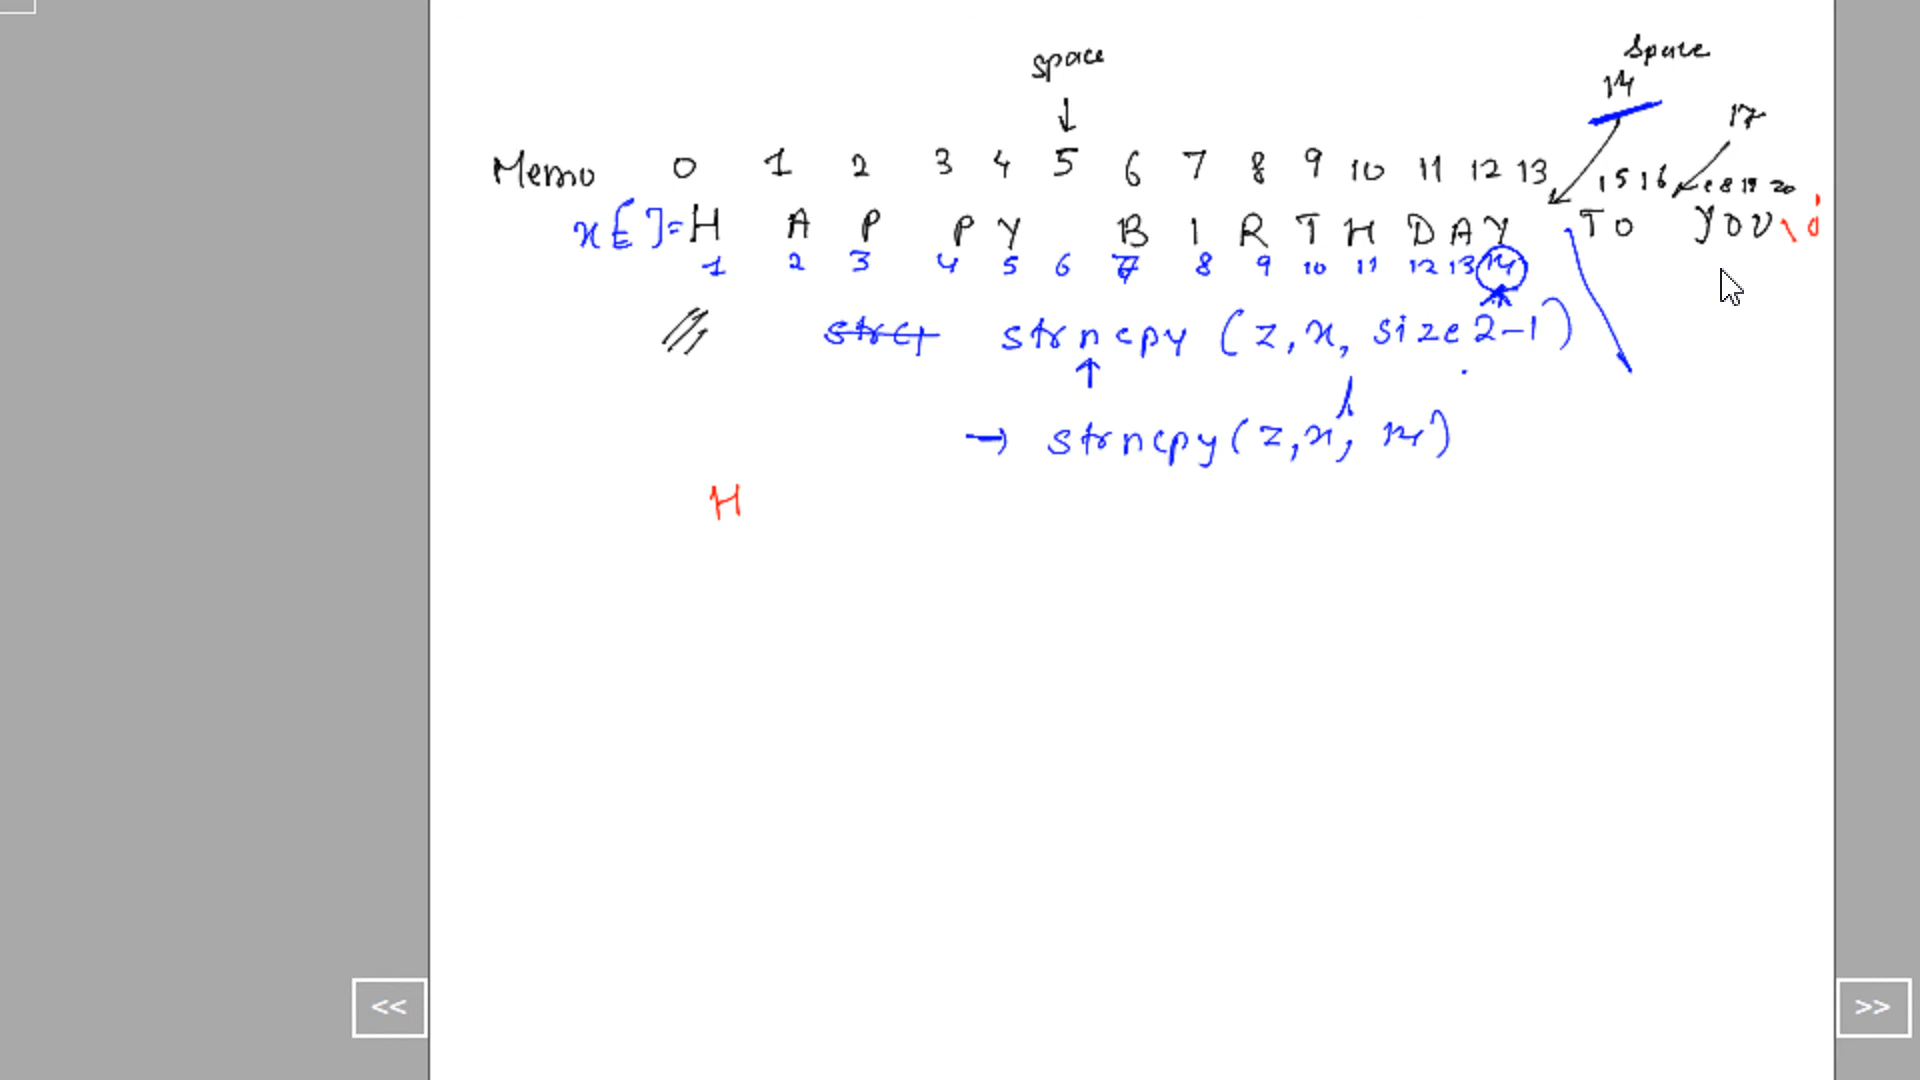 space
space
14
17
Memo 0 1 2 3 4 5 6 7 8 9 10 11 12 13 15 16 18 19 20
x[]= H A P P Y B I R T H D A Y T O Y O U \0
1 2 3 4 5 6 7 8 9 10 11 12 13 14
strcp strncpy (z, x, size2-1)
→ strncpy(z, x, 14)
H
<<
>>